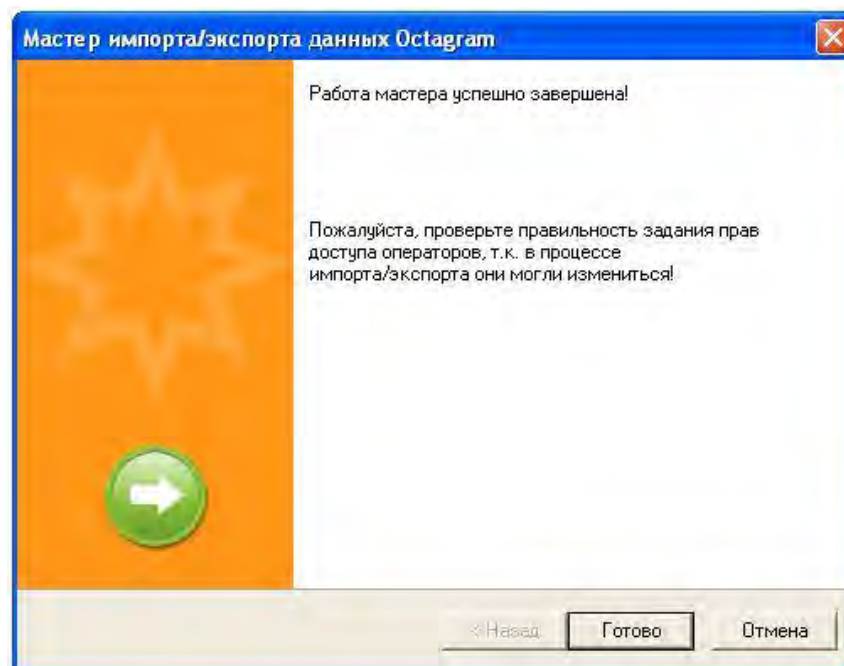 Мастер импорта/экспорта данных Octagram
Работа мастера успешно завершена!
Пожалуйста, проверьте правильность задания прав
доступа операторов, т.к. в процессе
импорта/экспорта они могли измениться!
< Назад
Готово
Отмена